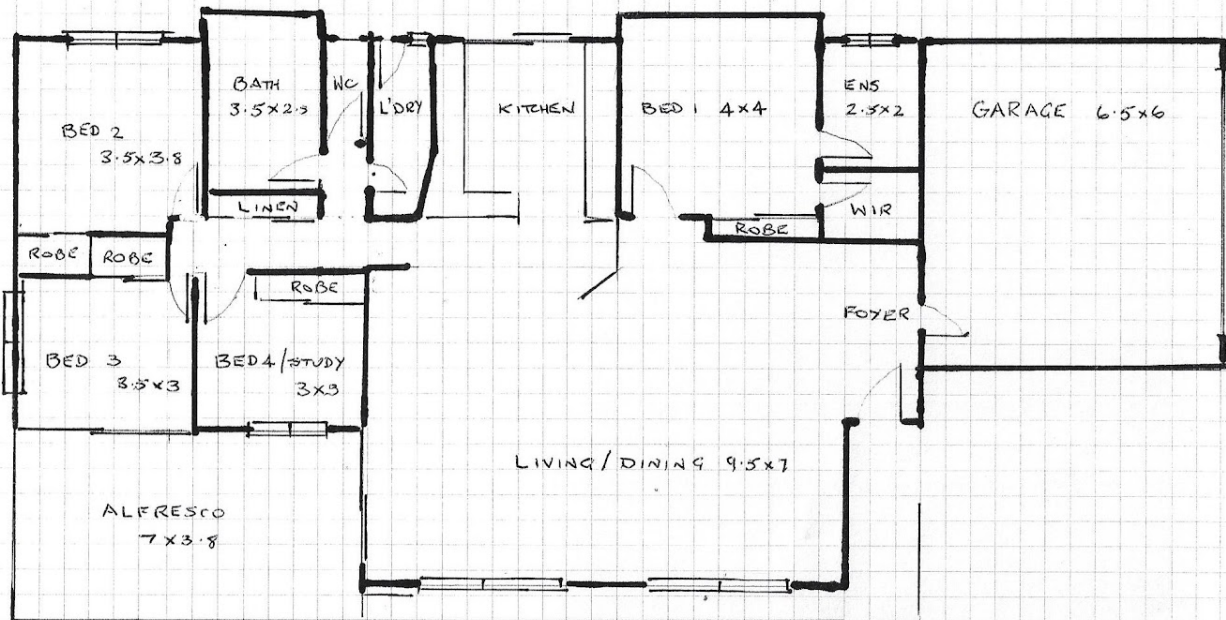 BATH
3.5×2.5
WC
L'DRY
KITCHEN
BED 1 4×4
ENS
2.5×2
GARAGE 6.5×6
BED 2
3.5×3.8
LINEN
WIR
ROBE
ROBE
ROBE
ROBE
FOYER
BED 3
3.5×3
BED 4/STUDY
3×3
LIVING/DINING 9.5×7
ALFRESCO
7×3.8